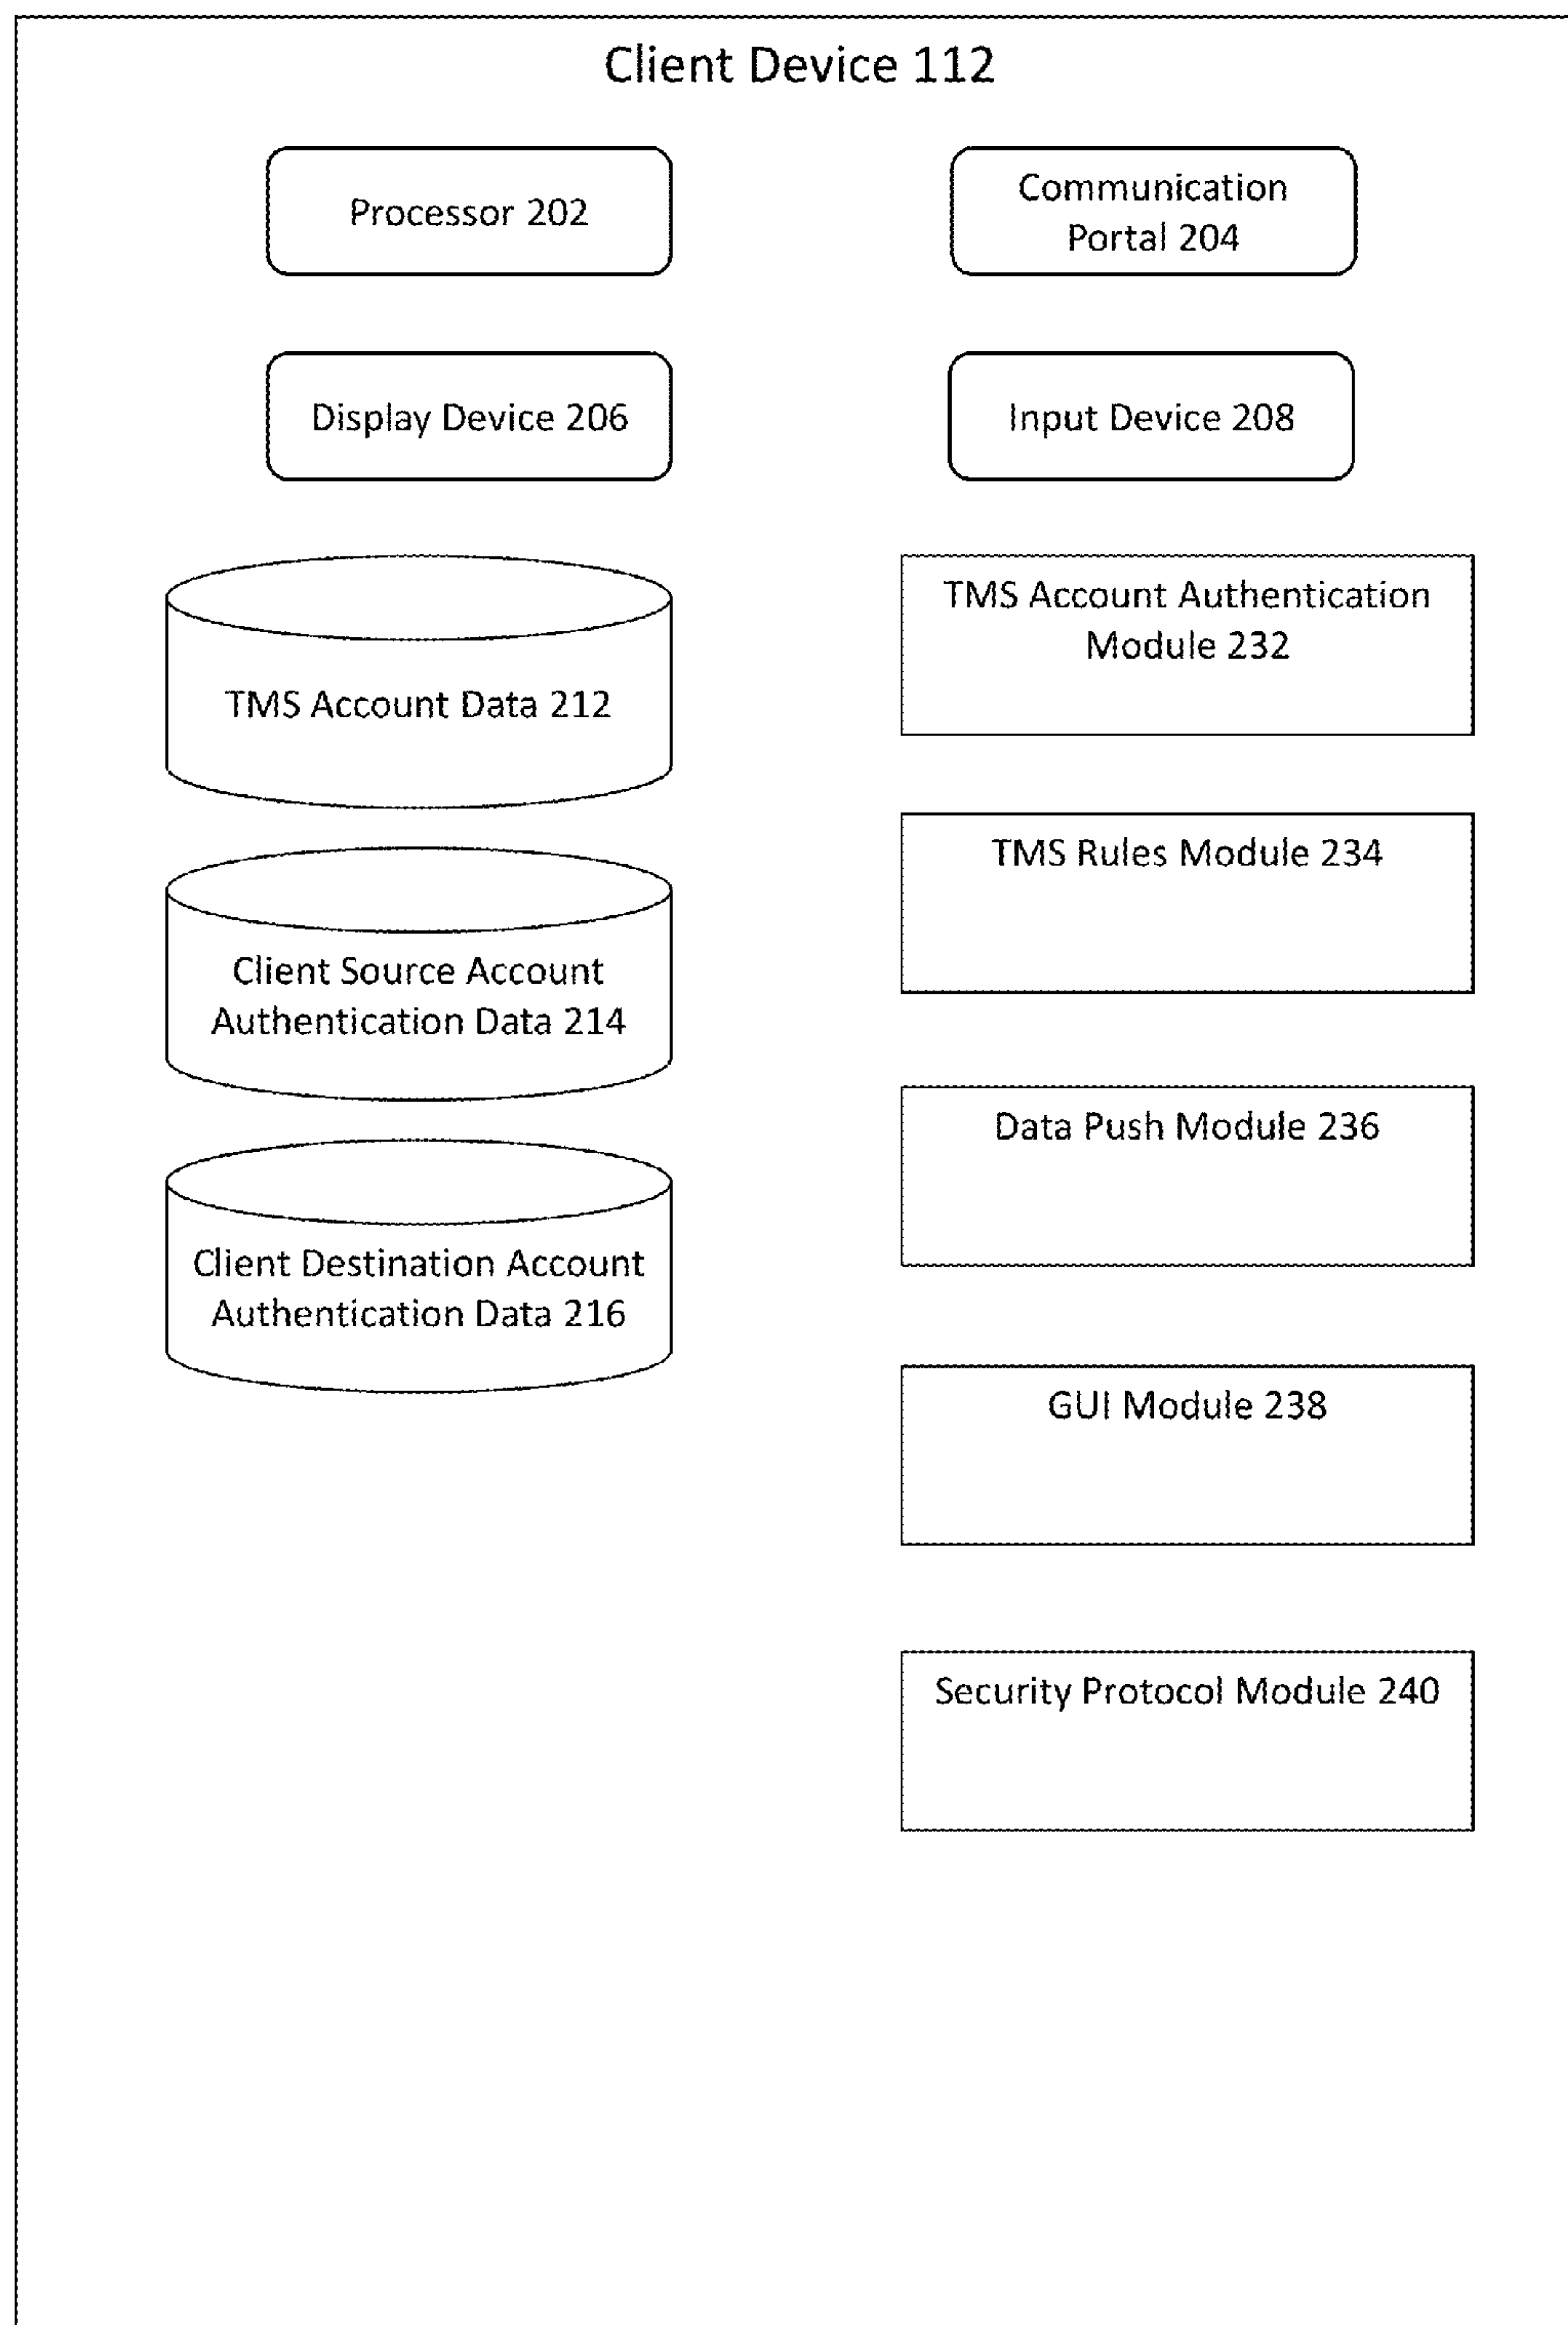 Client Device 112
Processor 202
Communication
Portal 204
Display Device 206
Input Device 208
TMS Account Data 212
Client Source Account
Authentication Data 214
Client Destination Account
Authentication Data 216
TMS Account Authentication
Module 232
TMS Rules Module 234
Data Push Module 236
GUI Module 238
Security Protocol Module 240